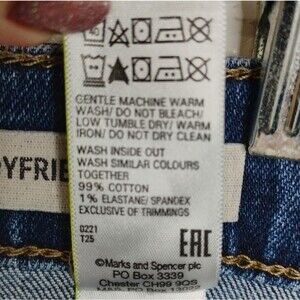 40
GENTLE MACHINE WARM
WASH/ DO NOT BLEACH/
LOW TUMBLE DRY/ WARM
IRON/ DO NOT DRY CLEAN
WASH INSIDE OUT
WASH SIMILAR COLOURS
TOGETHER
99% COTTON
1% ELASTANE/ SPANDEX
EXCLUSIVE OF TRIMMINGS
0221
T25
EAC
©Marks and Spencer plc
PO Box 3339
Chester CH99 9QS
OYFRIE